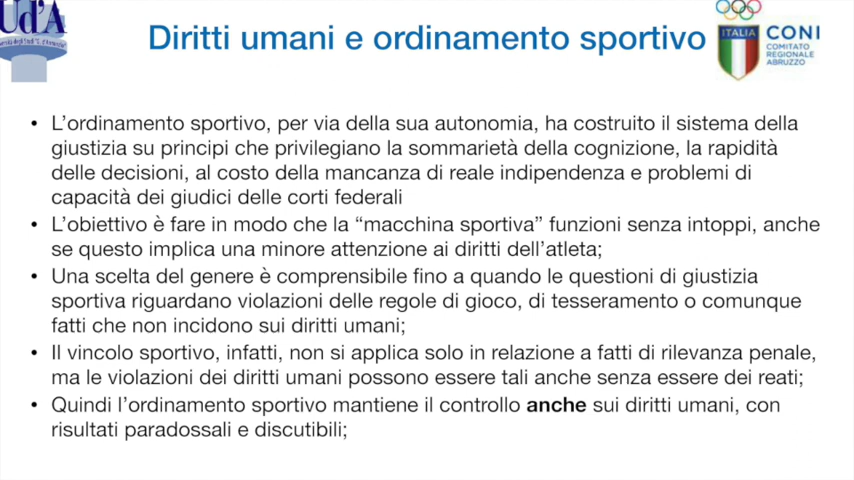 Ud'A
Diritti umani e ordinamento sportivo
ITALIA
CONI
COMITATO
REGIONALE
ABRUZZO
• L'ordinamento sportivo, per via della sua autonomia, ha costruito il sistema della
giustizia su principi che privilegiano la sommarietà della cognizione, la rapidità
delle decisioni, al costo della mancanza di reale indipendenza e problemi di
capacità dei giudici delle corti federali
• L'obiettivo è fare in modo che la “macchina sportiva” funzioni senza intoppi, anche
se questo implica una minore attenzione ai diritti dell'atleta;
• Una scelta del genere è comprensibile fino a quando le questioni di giustizia
sportiva riguardano violazioni delle regole di gioco, di tesseramento o comunque
fatti che non incidono sui diritti umani;
• Il vincolo sportivo, infatti, non si applica solo in relazione a fatti di rilevanza penale,
ma le violazioni dei diritti umani possono essere tali anche senza essere dei reati;
• Quindi l'ordinamento sportivo mantiene il controllo anche sui diritti umani, con
risultati paradossali e discutibili;